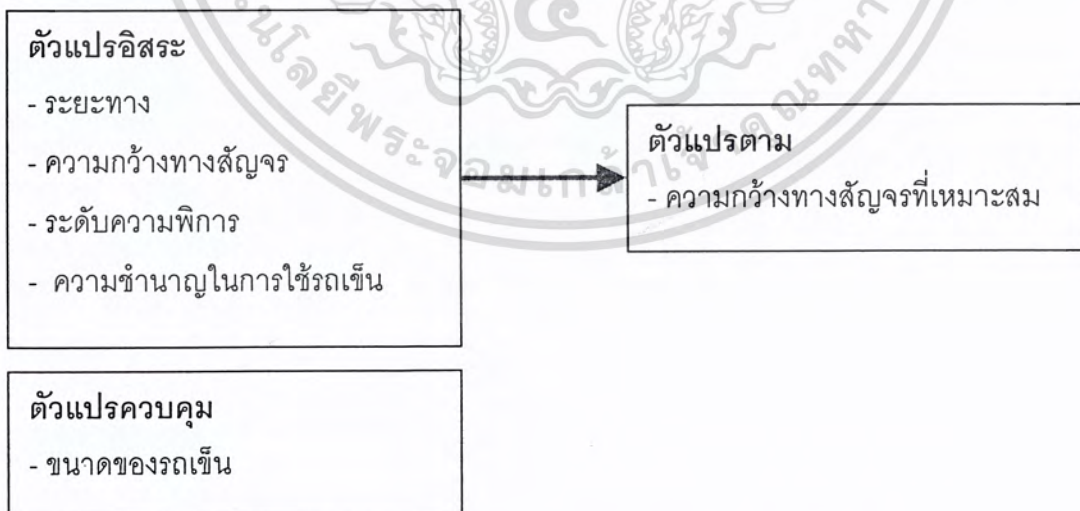 ตัวแปรอิสระ
- ระยะทาง
- ความกว้างทางสัญจร
- ระดับความพิการ
- ความชำนาญในการใช้รถเข็น
ตัวแปรตาม
- ความกว้างทางสัญจรที่เหมาะสม
ตัวแปรควบคุม
- ขนาดของรถเข็น